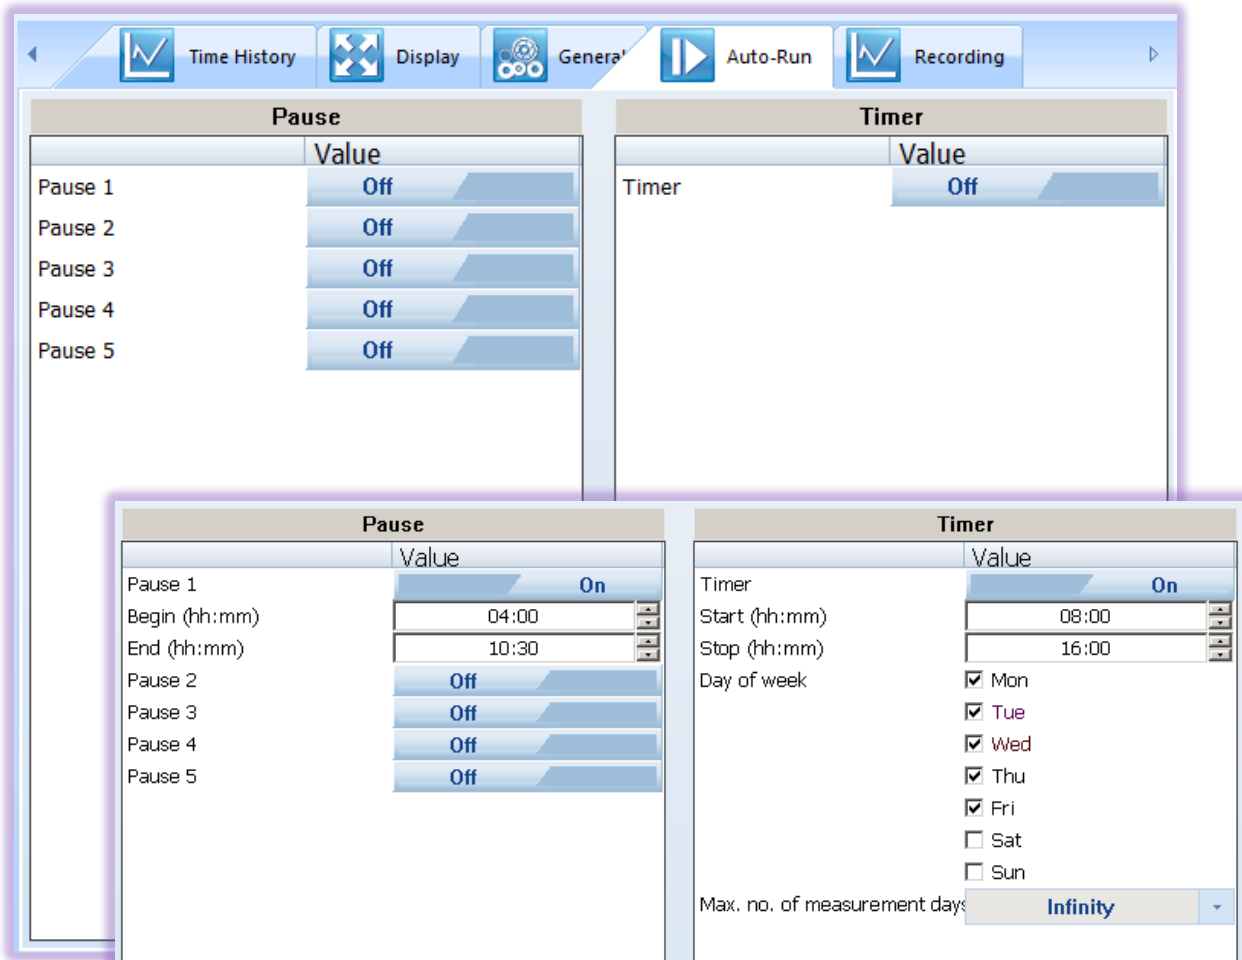 Time History Display General Auto-Run Recording
Pause Timer
Value Value
Pause 1 Off Timer Off
Pause 2 Off
Pause 3 Off
Pause 4 Off
Pause 5 Off
Pause Timer
Value Value
Pause 1 On Timer On
Begin (hh:mm) 04:00 Start (hh:mm) 08:00
End (hh:mm) 10:30 Stop (hh:mm) 16:00
Pause 2 Off Day of week Mon
Pause 3 Off Tue
Pause 4 Off Wed
Pause 5 Off Thu
Fri
Sat
Sun
Max. no. of measurement days Infinity